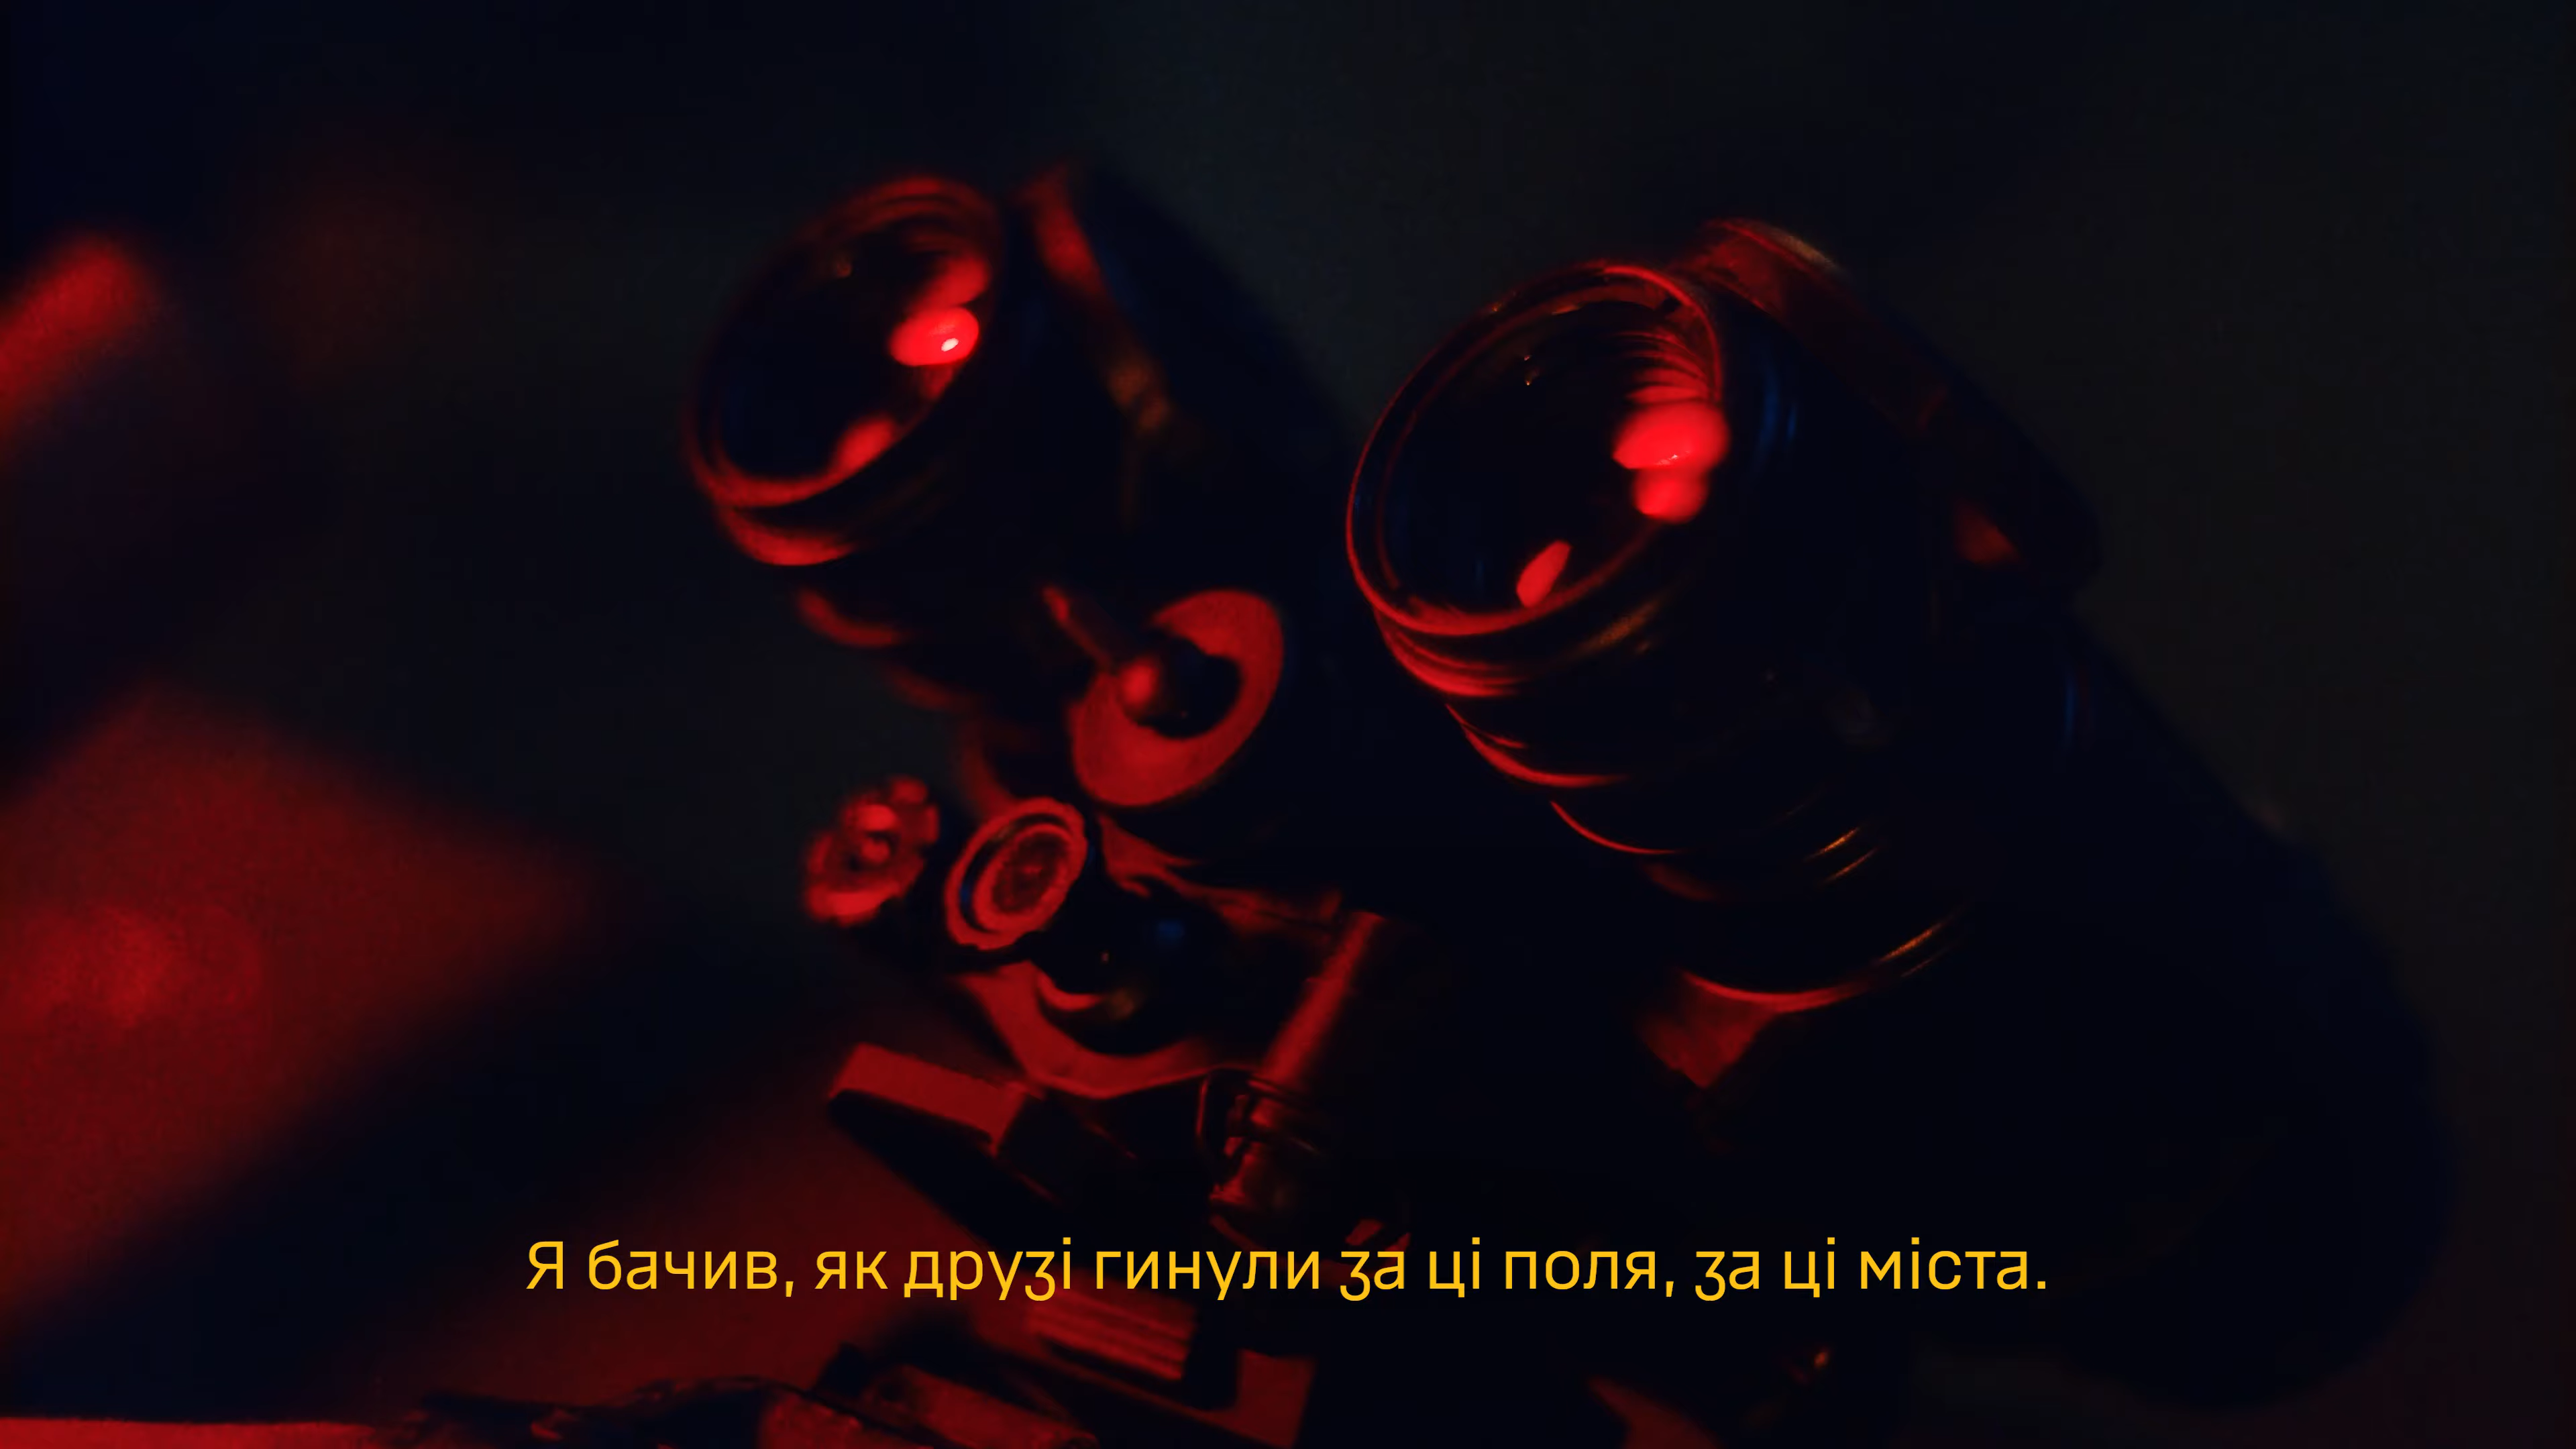 Я бачив, як друзі гинули за ці поля, за ці міста.